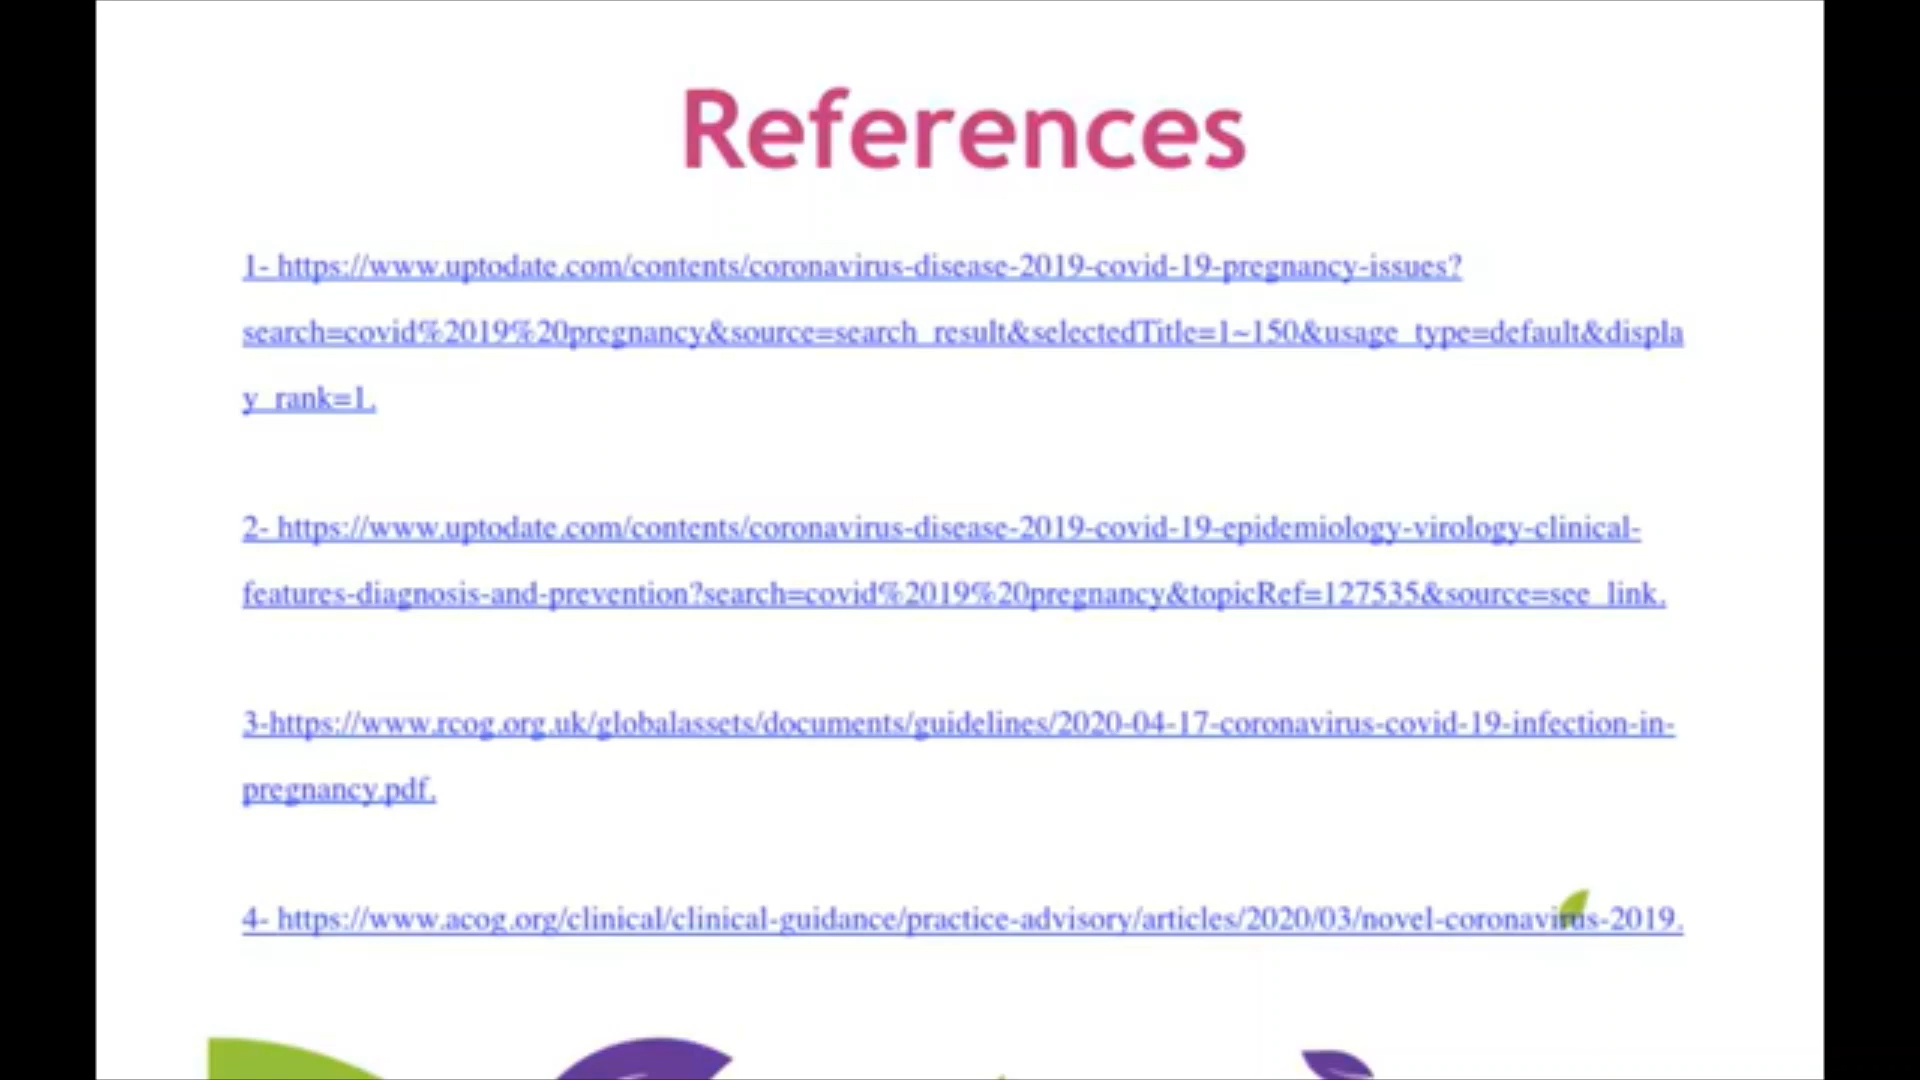 References
1- https://www.uptodate.com/contents/coronavirus-disease-2019-covid-19-pregnancy-issues?
search=covid%2019%20pregnancy&source=search_result&selectedTitle=1~150&usage_type=default&displa
y_rank=1.
2- https://www.uptodate.com/contents/coronavirus-disease-2019-covid-19-epidemiology-virology-clinical-
features-diagnosis-and-prevention?search=covid%2019%20pregnancy&topicRef=127535&source=see_link.
3-https://www.rcog.org.uk/globalassets/documents/guidelines/2020-04-17-coronavirus-covid-19-infection-in-
pregnancy.pdf.
4- https://www.acog.org/clinical/clinical-guidance/practice-advisory/articles/2020/03/novel-coronavirus-2019.